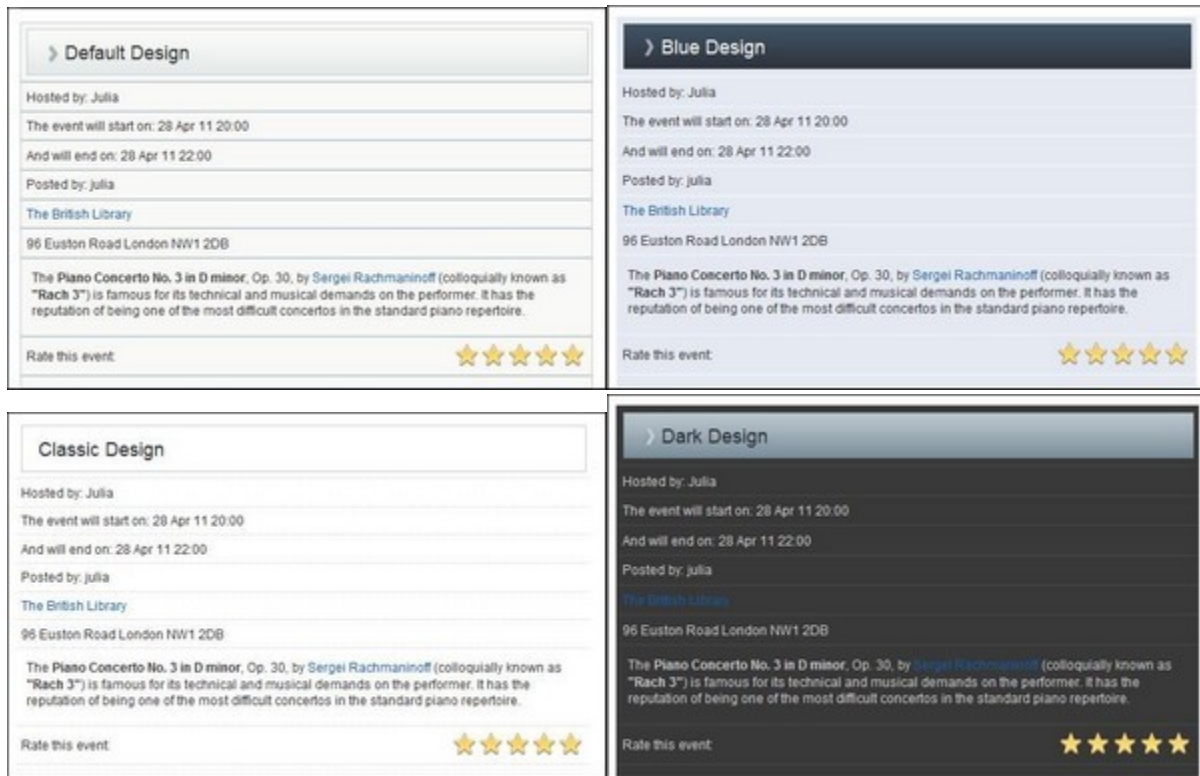 ❯ Default Design
Hosted by: Julia
The event will start on: 28 Apr 11 20:00
And will end on: 28 Apr 11 22:00
Posted by: julia
The British Library
96 Euston Road London NW1 2DB
The Piano Concerto No. 3 in D minor, Op. 30, by Sergei Rachmaninoff (colloquially known as
"Rach 3") is famous for its technical and musical demands on the performer. It has the
reputation of being one of the most difficult concertos in the standard piano repertoire.
Rate this event:
❯ Blue Design
Hosted by: Julia
The event will start on: 28 Apr 11 20:00
And will end on: 28 Apr 11 22:00
Posted by: julia
The British Library
96 Euston Road London NW1 2DB
The Piano Concerto No. 3 in D minor, Op. 30, by Sergei Rachmaninoff (colloquially known as
"Rach 3") is famous for its technical and musical demands on the performer. It has the
reputation of being one of the most difficult concertos in the standard piano repertoire.
Rate this event:
Classic Design
Hosted by: Julia
The event will start on: 28 Apr 11 20:00
And will end on: 28 Apr 11 22:00
Posted by: julia
The British Library
96 Euston Road London NW1 2DB
The Piano Concerto No. 3 in D minor, Op. 30, by Sergei Rachmaninoff (colloquially known as
"Rach 3") is famous for its technical and musical demands on the performer. It has the
reputation of being one of the most difficult concertos in the standard piano repertoire.
Rate this event:
❯ Dark Design
Hosted by: Julia
The event will start on: 28 Apr 11 20:00
And will end on: 28 Apr 11 22:00
Posted by: julia
The British Library
96 Euston Road London NW1 2DB
The Piano Concerto No. 3 in D minor, Op. 30, by Sergei Rachmaninoff (colloquially known as
"Rach 3") is famous for its technical and musical demands on the performer. It has the
reputation of being one of the most difficult concertos in the standard piano repertoire.
Rate this event: